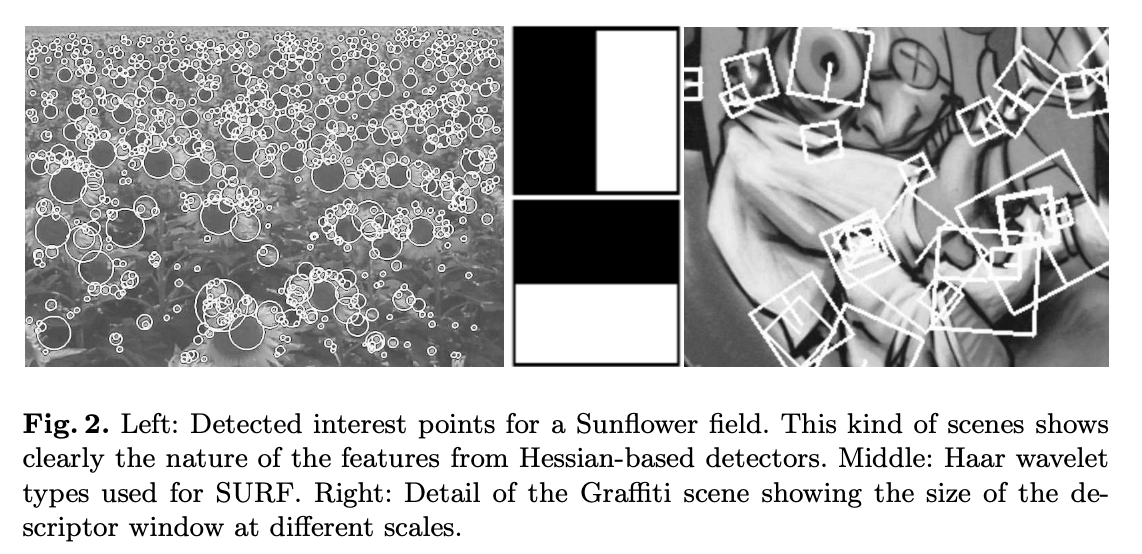 Fig. 2. Left: Detected interest points for a Sunflower field. This kind of scenes shows
clearly the nature of the features from Hessian-based detectors. Middle: Haar wavelet
types used for SURF. Right: Detail of the Graffiti scene showing the size of the de-
scriptor window at different scales.